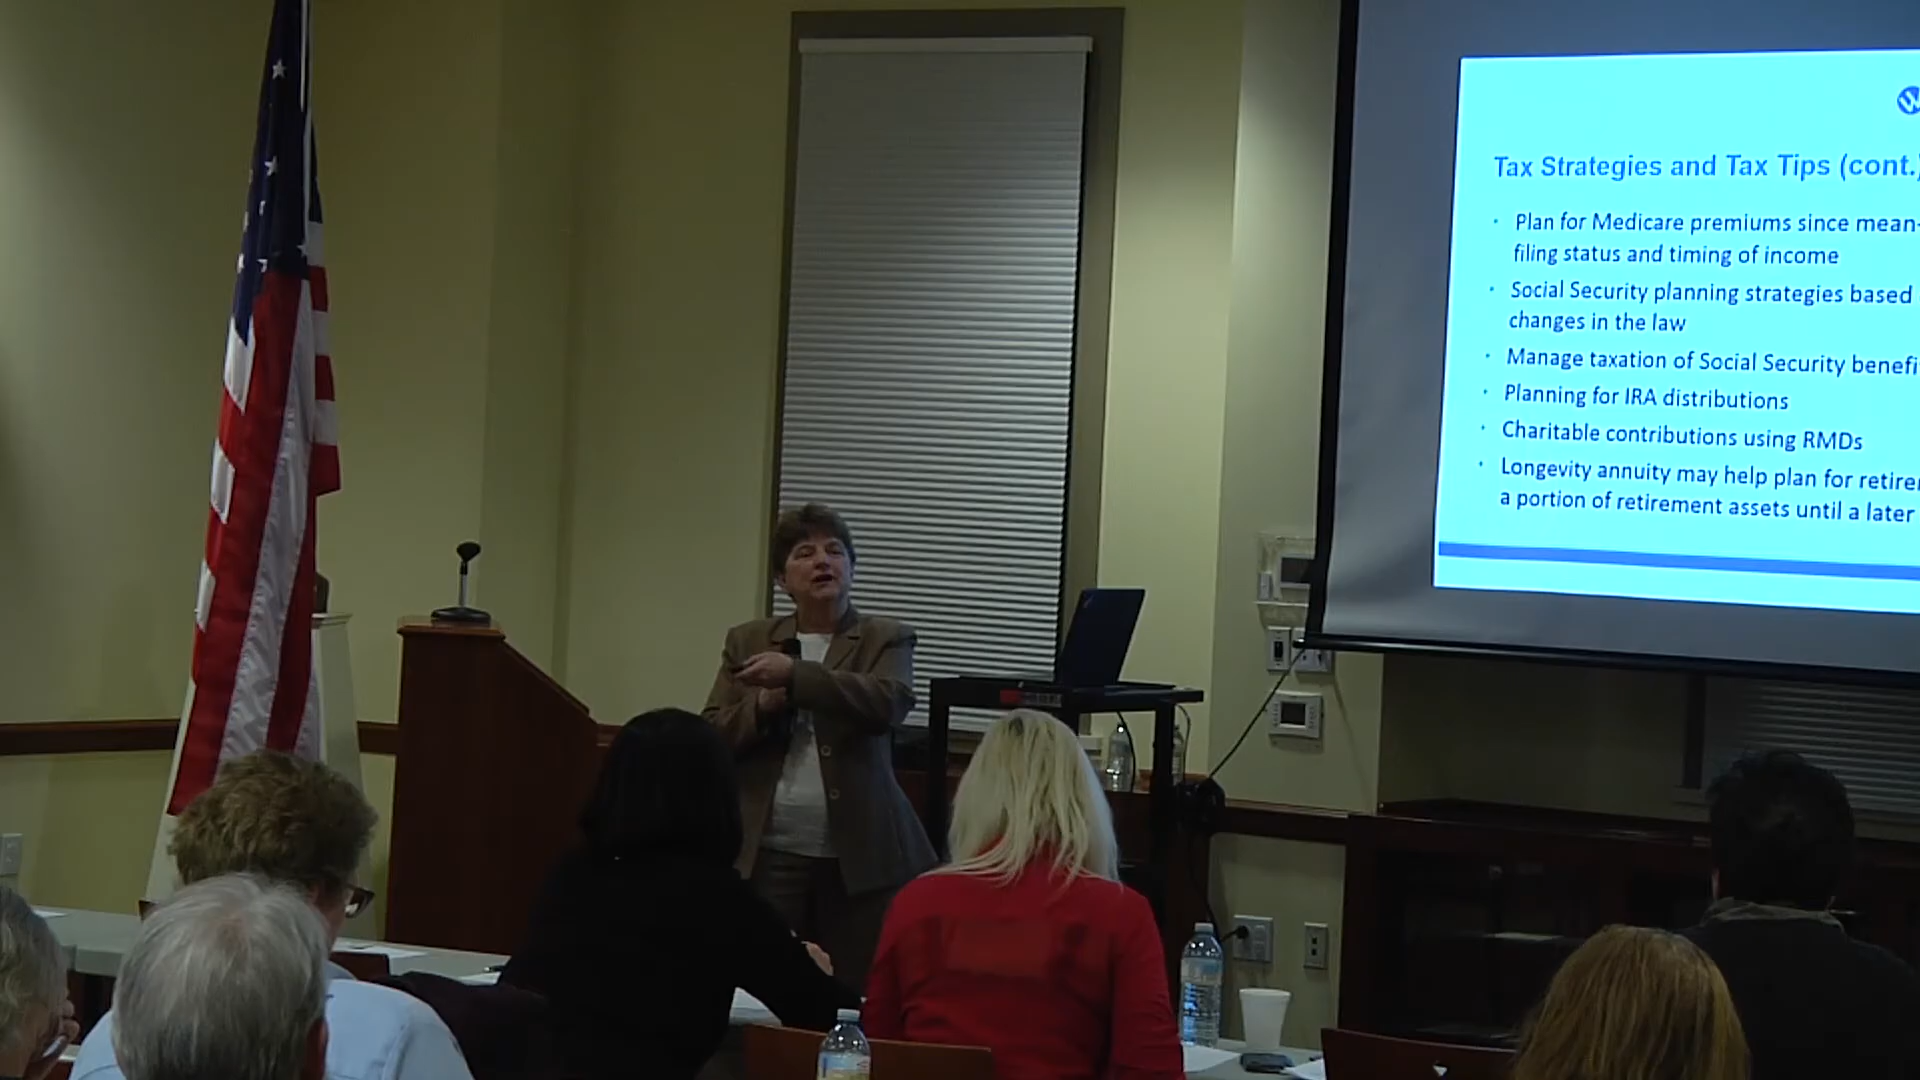 W
Tax Strategies and Tax Tips (cont.)
• Plan for Medicare premiums since mean-
filing status and timing of income
• Social Security planning strategies based
changes in the law
• Manage taxation of Social Security benefi
• Planning for IRA distributions
• Charitable contributions using RMDs
• Longevity annuity may help plan for retire
a portion of retirement assets until a later